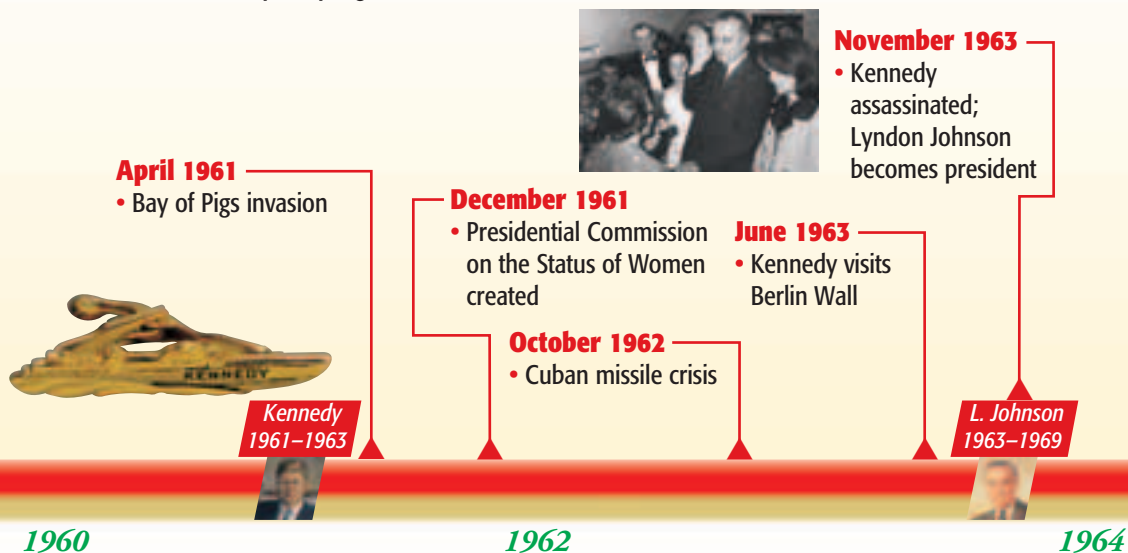 April 1961
• Bay of Pigs invasion
December 1961
• Presidential Commission
on the Status of Women
created
October 1962
• Cuban missile crisis
June 1963
• Kennedy visits
Berlin Wall
November 1963
• Kennedy
assassinated;
Lyndon Johnson
becomes president
KENNEDY
Kennedy
1961–1963
L. Johnson
1963–1969
1960
1962
1964